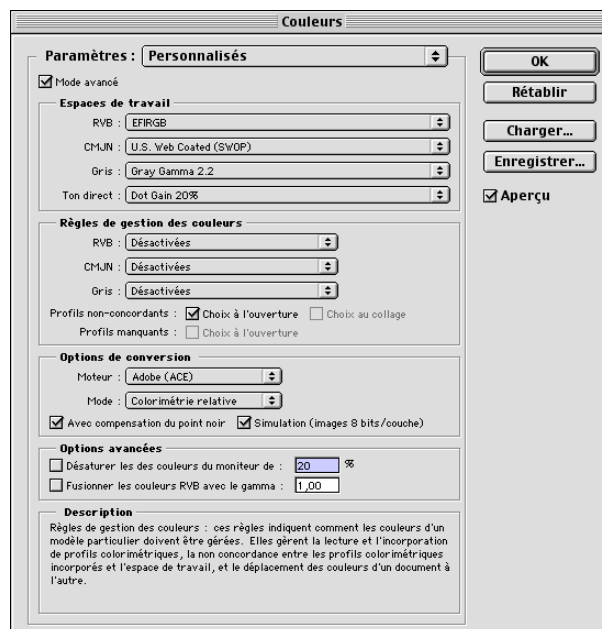 Couleurs
Paramètres : Personnalisés
Mode avancé
Espaces de travail
RVB : EFIRGB
CMJN : U.S. Web Coated (SWOP)
Gris : Gray Gamma 2.2
Ton direct : Dot Gain 20%
Règles de gestion des couleurs
RVB : Désactivées
CMJN : Désactivées
Gris : Désactivées
Profils non-concordants : Choix à l'ouverture Choix au collage
Profils manquants : Choix à l'ouverture
Options de conversion
Moteur : Adobe (ACE)
Mode : Colorimétrie relative
Avec compensation du point noir Simulation (images 8 bits/couche)
Options avancées
Désaturer les des couleurs du moniteur de : 20 %
Fusionner les couleurs RVB avec le gamma : 1,00
Description
Règles de gestion des couleurs : ces règles indiquent comment les couleurs d'un
modèle particulier doivent être gérées. Elles gèrent la lecture et l'incorporation
de profils colorimétriques, la non concordance entre les profils colorimétriques
incorporés et l'espace de travail, et le déplacement des couleurs d'un document à
l'autre.
OK
Rétablir
Charger...
Enregistrer...
Aperçu